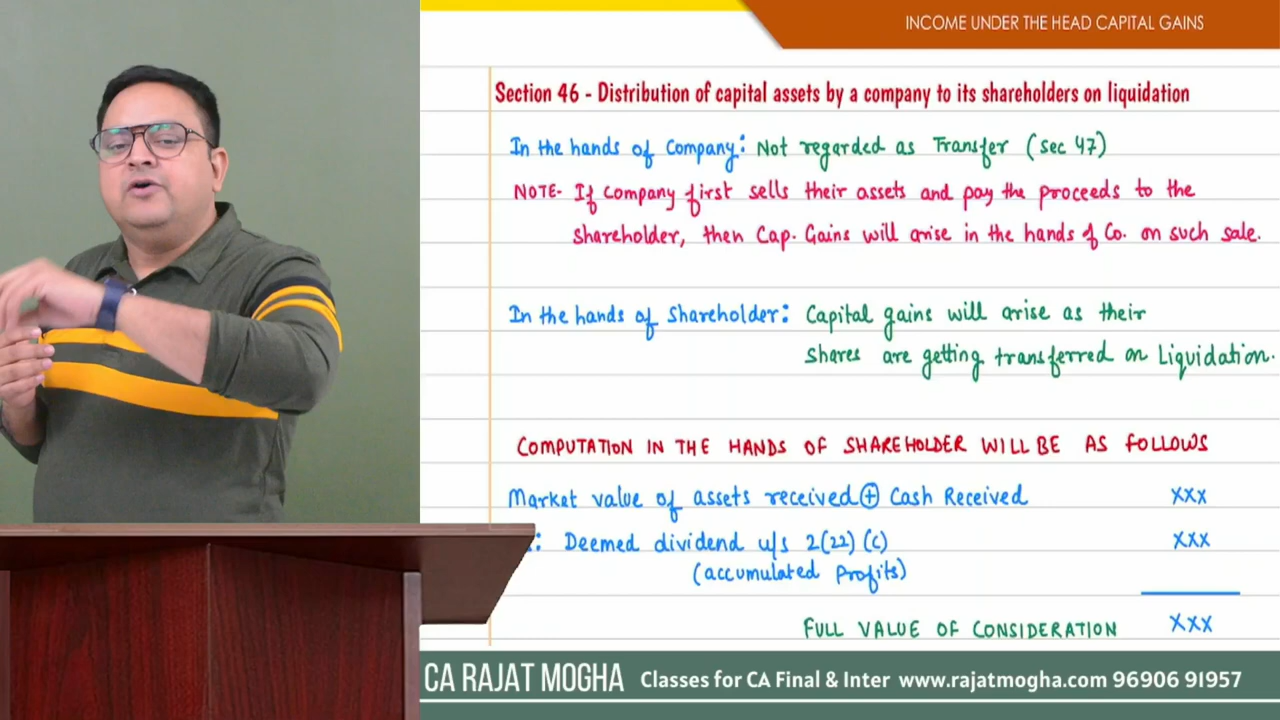 INCOME UNDER THE HEAD CAPITAL GAINS
Section 46 - Distribution of capital assets by a company to its shareholders on liquidation
In the hands of Company: Not regarded as Transfer (sec 47)
NOTE- If Company first sells their assets and pay the proceeds to the
shareholder, then Cap. Gains will arise in the hands of Co. on such sale.
In the hands of Shareholder: Capital gains will arise as their
shares are getting transferred on Liquidation.
COMPUTATION IN THE HANDS OF SHAREHOLDER WILL BE AS FOLLOWS
Market value of assets received ⊕ Cash Received XXX
: Deemed dividend u/s 2(22)(c) XXX
(accumulated Profits)
FULL VALUE OF CONSIDERATION XXX
CA RAJAT MOGHA Classes for CA Final & Inter www.rajatmogha.com 96906 91957